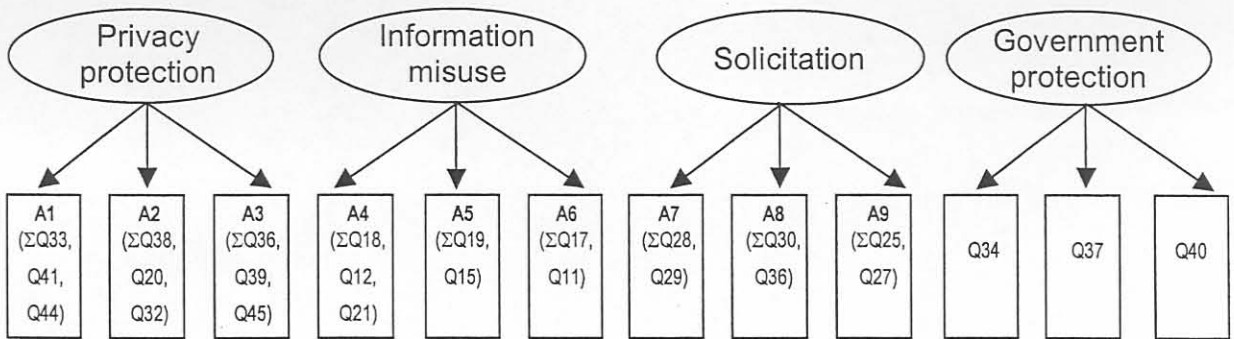 Privacy
protection
Information
misuse
Solicitation
Government
protection
A1
(ΣQ33,
Q41,
Q44)
A2
(ΣQ38,
Q20,
Q32)
A3
(ΣQ36,
Q39,
Q45)
A4
(ΣQ18,
Q12,
Q21)
A5
(ΣQ19,
Q15)
A6
(ΣQ17,
Q11)
A7
(ΣQ28,
Q29)
A8
(ΣQ30,
Q36)
A9
(ΣQ25,
Q27)
Q34
Q37
Q40